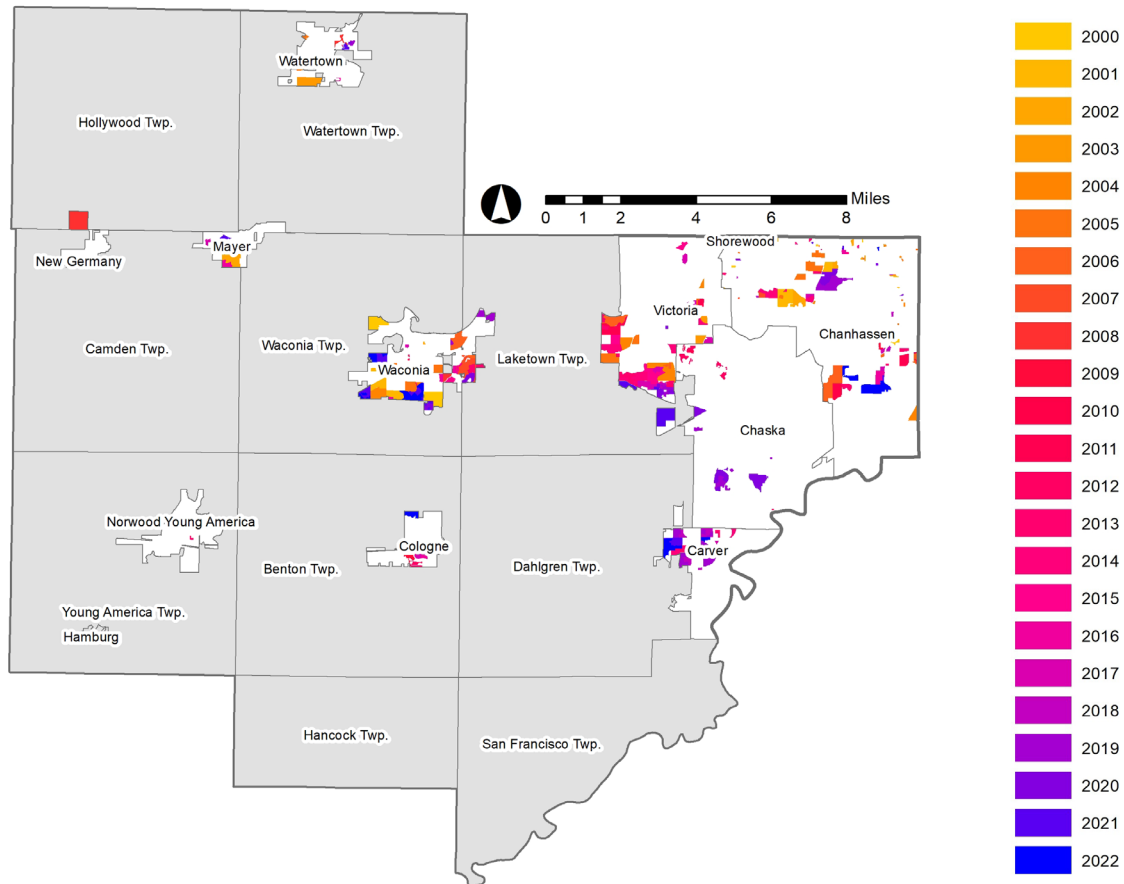 2000
2001
2002
2003
2004
2005
2006
2007
2008
2009
2010
2011
2012
2013
2014
2015
2016
2017
2018
2019
2020
2021
2022
Watertown
Hollywood Twp.
Watertown Twp.
Miles
0 2 4 6 8
Shorewood
Mayer
New Germany
Victoria
Chanhassen
Camden Twp.
Waconia Twp.
Laketown Twp.
Waconia
Chaska
Norwood Young America
Cologne
Carver
Benton Twp.
Dahlgren Twp.
Young America Twp.
Hamburg
Hancock Twp.
San Francisco Twp.